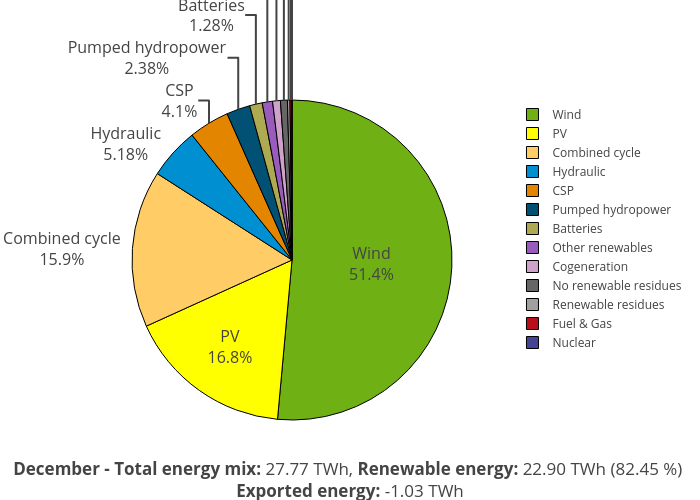 Batteries
1.28%
Pumped hydropower
2.38%
CSP
4.1%
Hydraulic
5.18%
Combined cycle
15.9%
Wind
51.4%
PV
16.8%
Wind
PV
Combined cycle
Hydraulic
CSP
Pumped hydropower
Batteries
Other renewables
Cogeneration
No renewable residues
Renewable residues
Fuel & Gas
Nuclear
December - Total energy mix: 27.77 TWh, Renewable energy: 22.90 TWh (82.45 %)
Exported energy: -1.03 TWh